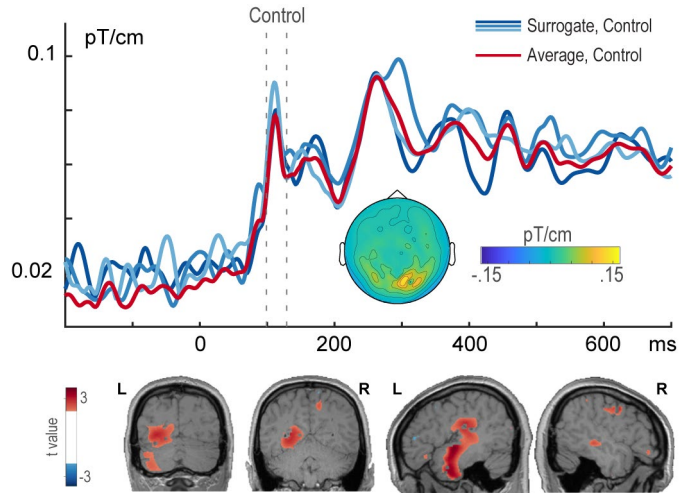 Control
pT/cm
Surrogate, Control
Average, Control
0.1
0.02
pT/cm
-.15 .15
0 200 400 600 ms
L R L R
3
t value
-3